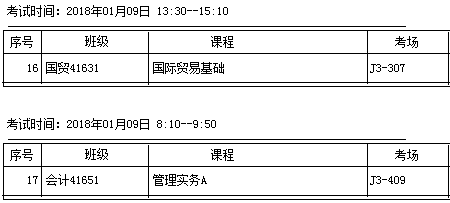 考试时间：2018年01月09日 13:30--15:10
序号 班级 课程 考场
16 国贸41631 国际贸易基础 J3-307
考试时间：2018年01月09日 8:10--9:50
序号 班级 课程 考场
17 会计41651 管理实务A J3-409